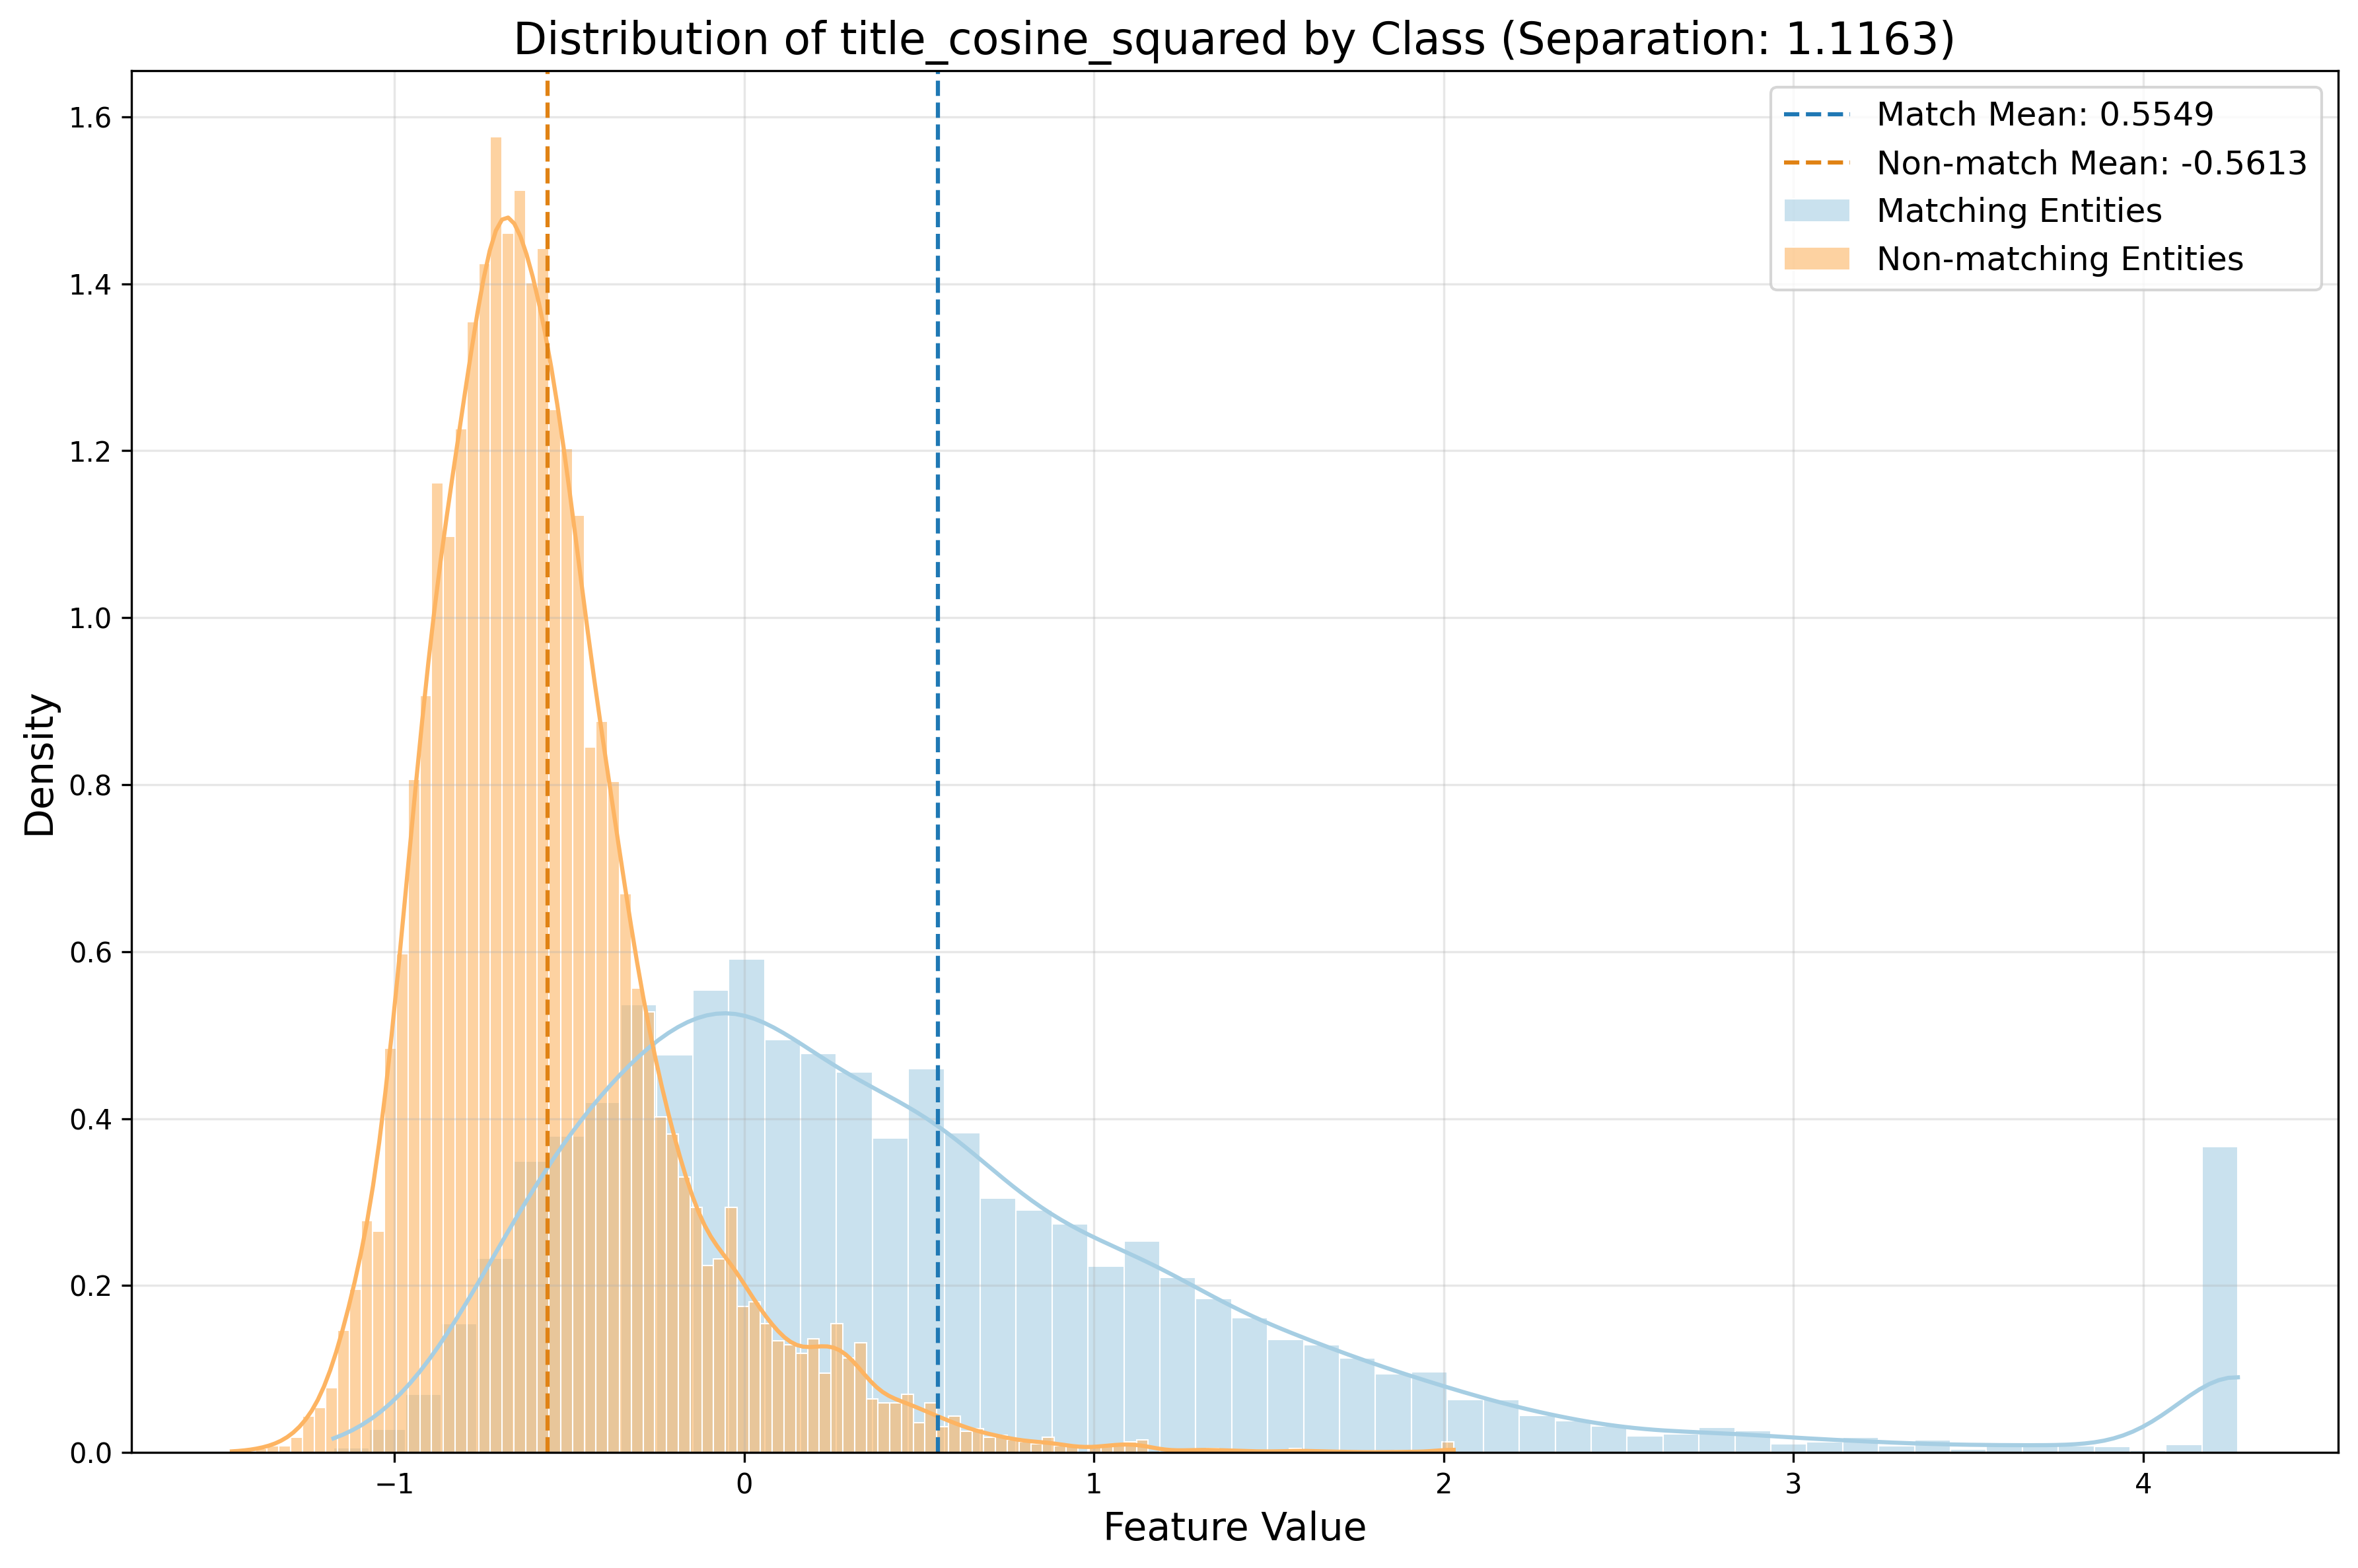 Distribution of title_cosine_squared by Class (Separation: 1.1163)
Match Mean: 0.5549
Non-match Mean: -0.5613
Matching Entities
Non-matching Entities
Density
1.6
1.4
1.2
1.0
0.8
0.6
0.4
0.2
0.0
−1
0
1
2
3
4
Feature Value